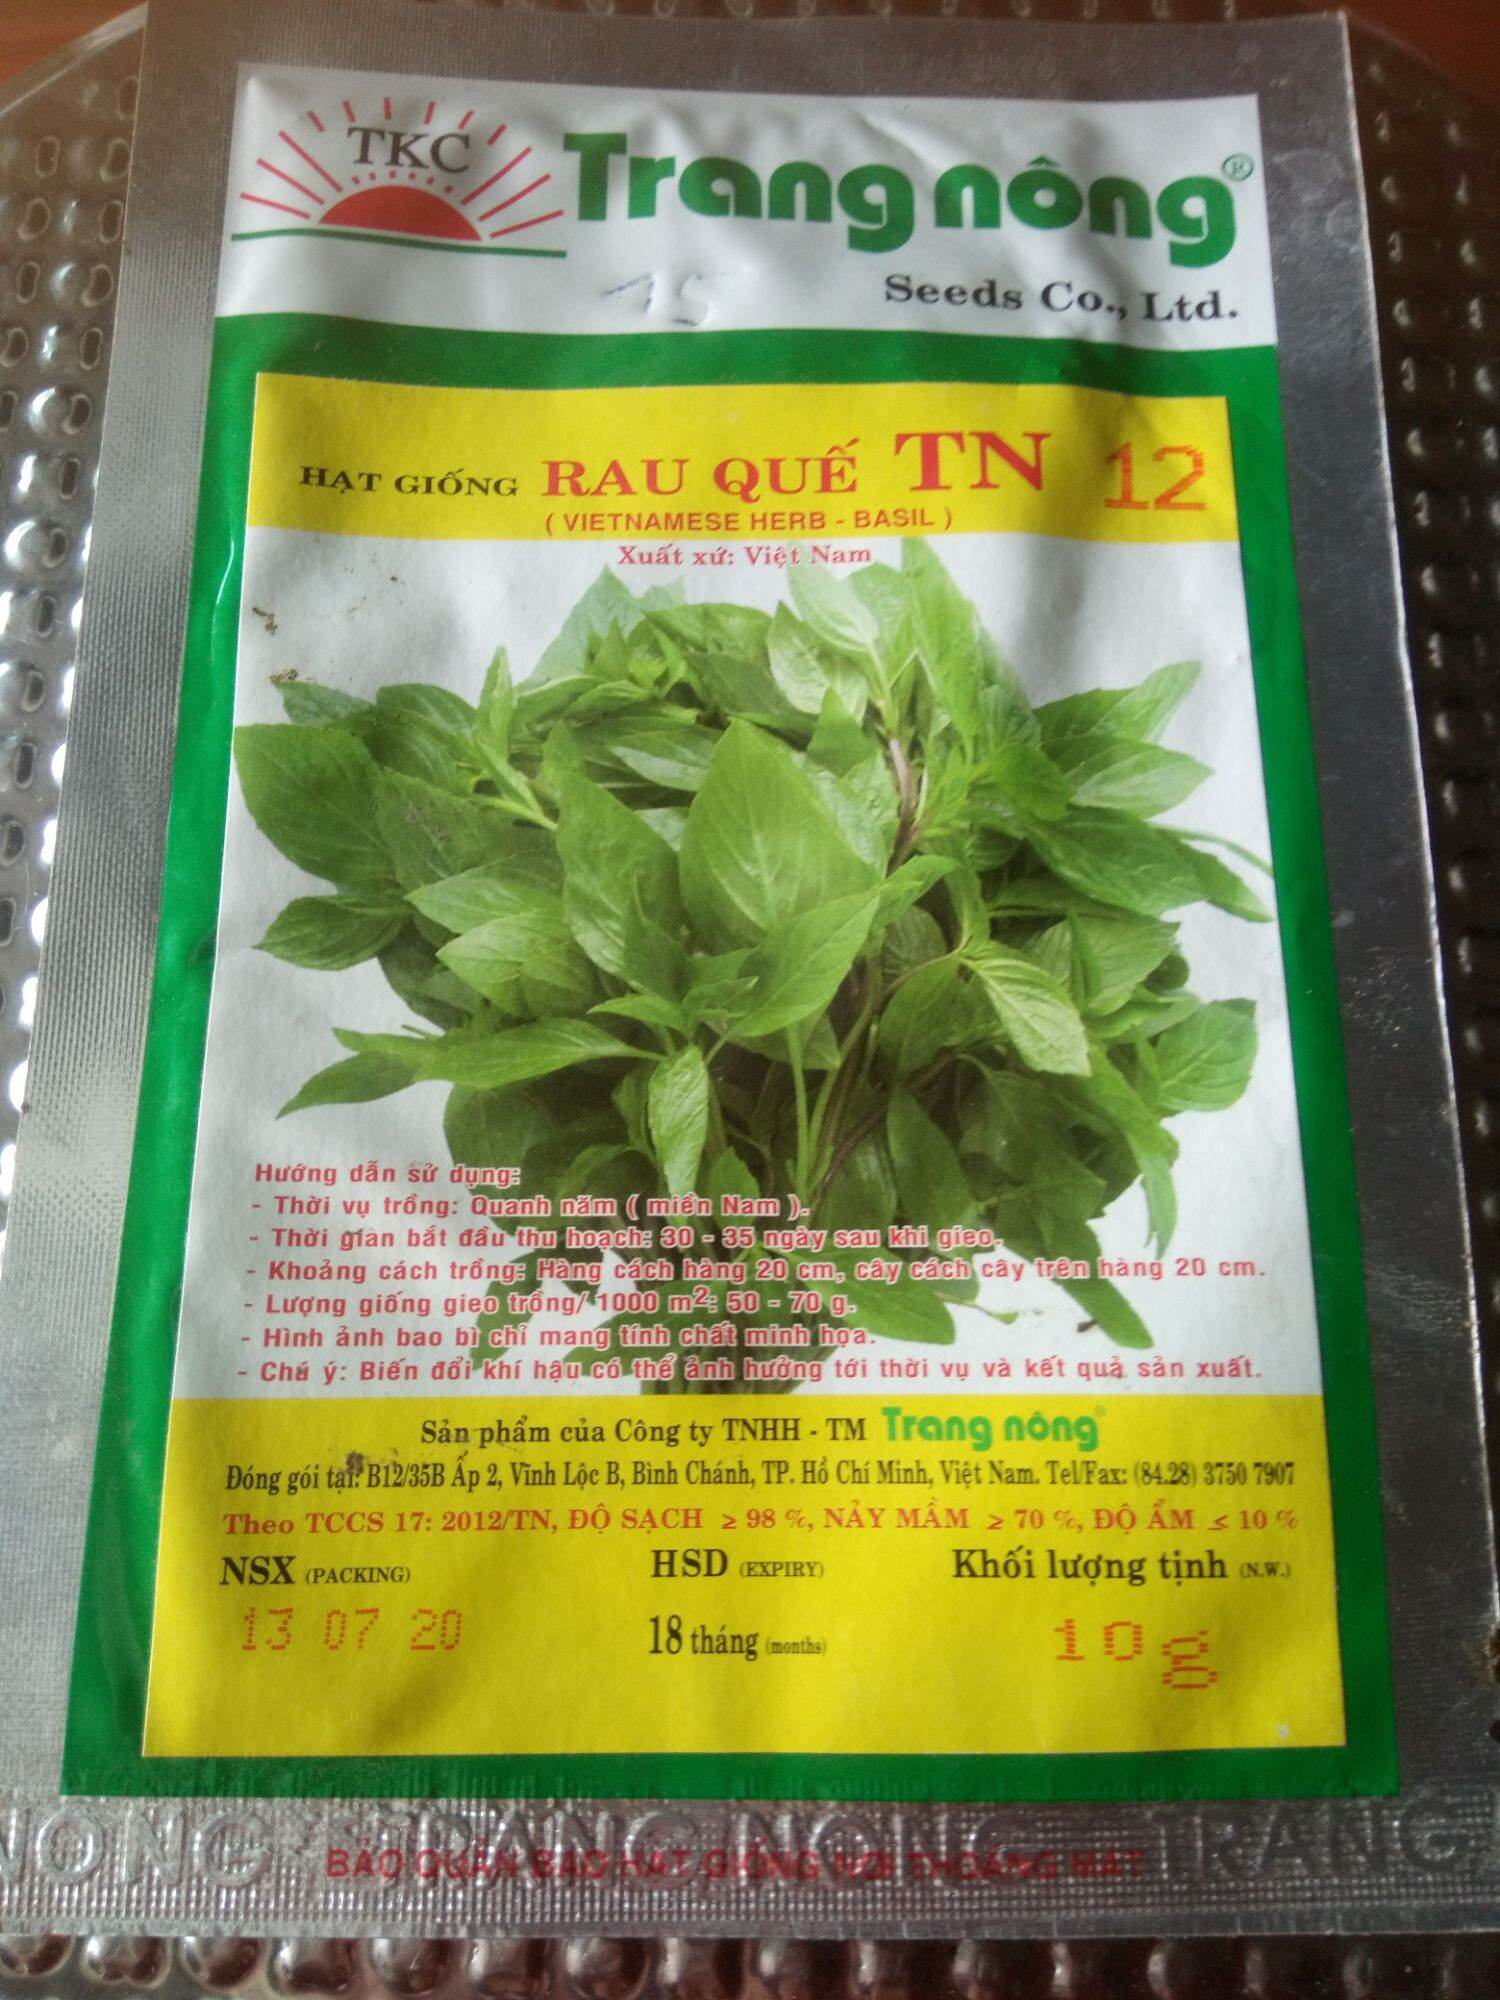 TKC
Trang nông®
15
Seeds Co., Ltd.
HẠT GIỐNG RAU QUẾ TN 12
( VIETNAMESE HERB - BASIL )
Xuất xứ: Việt Nam
Hướng dẫn sử dụng:
- Thời vụ trồng: Quanh năm ( miền Nam ).
- Thời gian bắt đầu thu hoạch: 30 - 35 ngày sau khi gieo.
- Khoảng cách trồng: Hàng cách hàng 20 cm, cây cách cây trên hàng 20 cm.
- Lượng giống gieo trồng/ 1000 m²: 50 - 70 g.
- Hình ảnh bao bì chỉ mang tính chất minh họa.
- Chú ý: Biến đổi khí hậu có thể ảnh hưởng tới thời vụ và kết quả sản xuất.
Sản phẩm của Công ty TNHH - TM Trang nông®
Đóng gói tại: B12/35B Ấp 2, Vĩnh Lộc B, Bình Chánh, TP. Hồ Chí Minh, Việt Nam. Tel/Fax: (84.28) 3750 7907
Theo TCCS 17: 2012/TN, ĐỘ SẠCH ≥ 98 %, NẢY MẦM ≥ 70 %, ĐỘ ẨM ≤ 10 %
NSX (PACKING) HSD (EXPIRY) Khối lượng tịnh (N.W.)
13 07 20 18 tháng (months) 10g
NONG TRANG NONG TRANG
BẢO QUẢN BAO HẠT GIỐNG NƠI THOÁNG MÁT